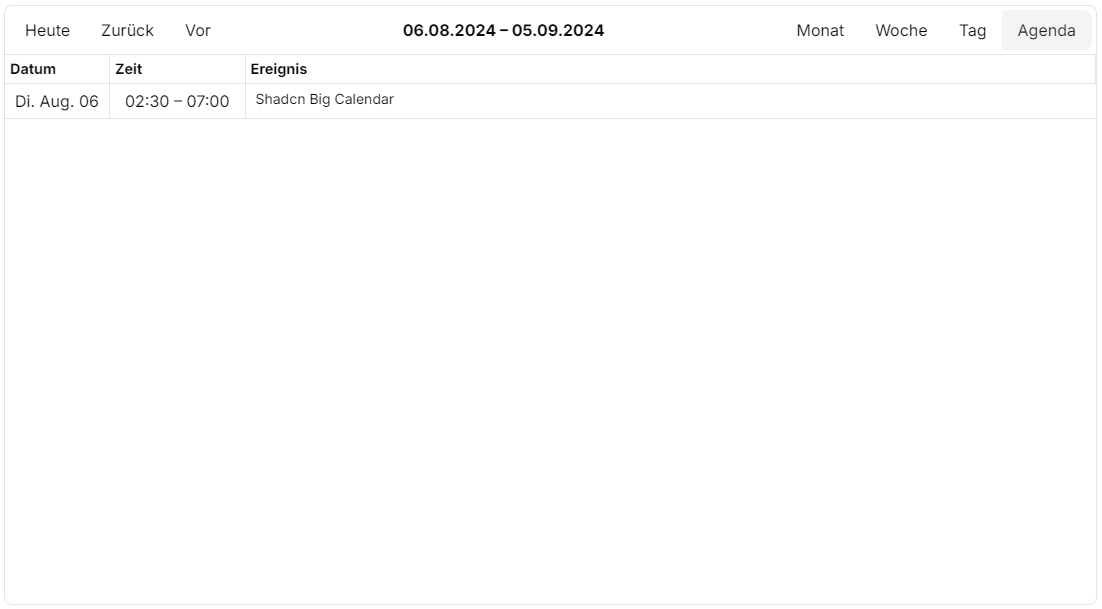 Heute Zurück Vor 06.08.2024 – 05.09.2024 Monat Woche Tag Agenda
Datum Zeit Ereignis
Di. Aug. 06 02:30 – 07:00 Shadcn Big Calendar